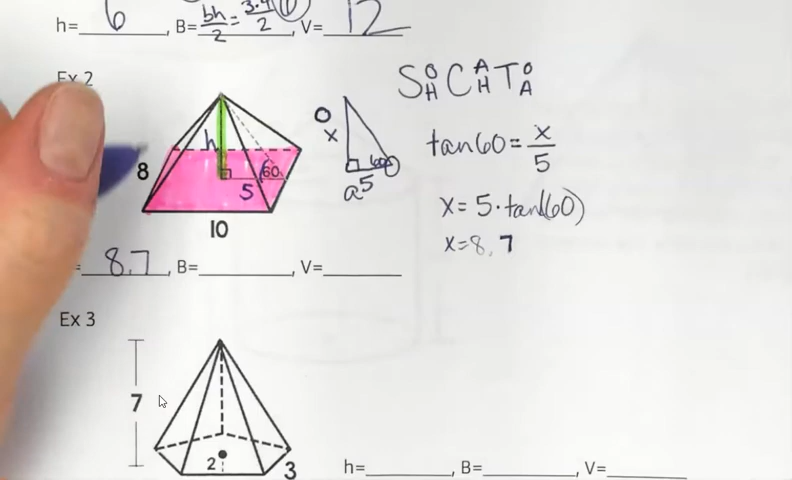 h= 6 , B= bh/2 = 3·4/2 , V= 12
Ex 2
SOH CAH TOA
h
8
5
60
10
O
x
60
a 5
tan60 = x/5
x = 5 · tan(60)
x = 8.7
= 8.7 , B= , V=
Ex 3
7
2
3
h= , B= , V=